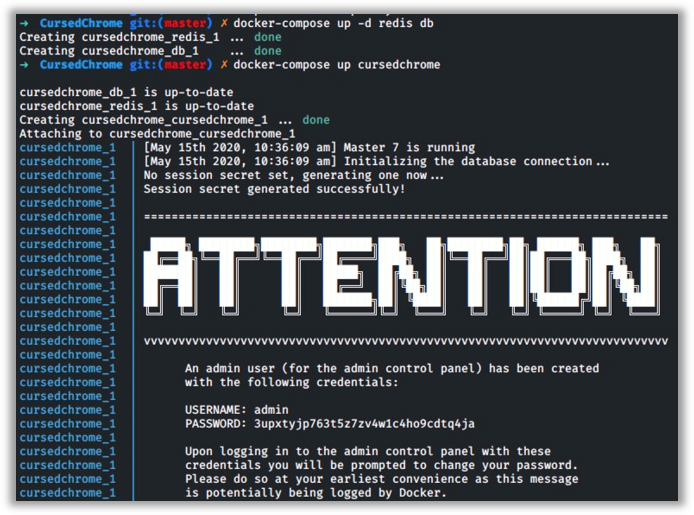 ➜ CursedChrome git:(master) ✗ docker-compose up -d redis db
Creating cursedchrome_redis_1 ... done
Creating cursedchrome_db_1 ... done
➜ CursedChrome git:(master) ✗ docker-compose up cursedchrome
cursedchrome_db_1 is up-to-date
cursedchrome_redis_1 is up-to-date
Creating cursedchrome_cursedchrome_1 ... done
Attaching to cursedchrome_cursedchrome_1
cursedchrome_1 | [May 15th 2020, 10:36:09 am] Master 7 is running
cursedchrome_1 | [May 15th 2020, 10:36:09 am] Initializing the database connection...
cursedchrome_1 | No session secret set, generating one now...
cursedchrome_1 | Session secret generated successfully!
cursedchrome_1 |
cursedchrome_1 | ============================================================================
cursedchrome_1 |
cursedchrome_1 | ATTENTION
cursedchrome_1 |
cursedchrome_1 |
cursedchrome_1 |
cursedchrome_1 |
cursedchrome_1 |
cursedchrome_1 |
cursedchrome_1 | vvvvvvvvvvvvvvvvvvvvvvvvvvvvvvvvvvvvvvvvvvvvvvvvvvvvvvvvvvvvvvvvvvvvvvvvvvvv
cursedchrome_1 |
cursedchrome_1 | An admin user (for the admin control panel) has been created
cursedchrome_1 | with the following credentials:
cursedchrome_1 |
cursedchrome_1 | USERNAME: admin
cursedchrome_1 | PASSWORD: 3upxtyjp763t5z7zv4w1c4ho9cdtq4ja
cursedchrome_1 |
cursedchrome_1 | Upon logging in to the admin control panel with these
cursedchrome_1 | credentials you will be prompted to change your password.
cursedchrome_1 | Please do so at your earliest convenience as this message
cursedchrome_1 | is potentially being logged by Docker.